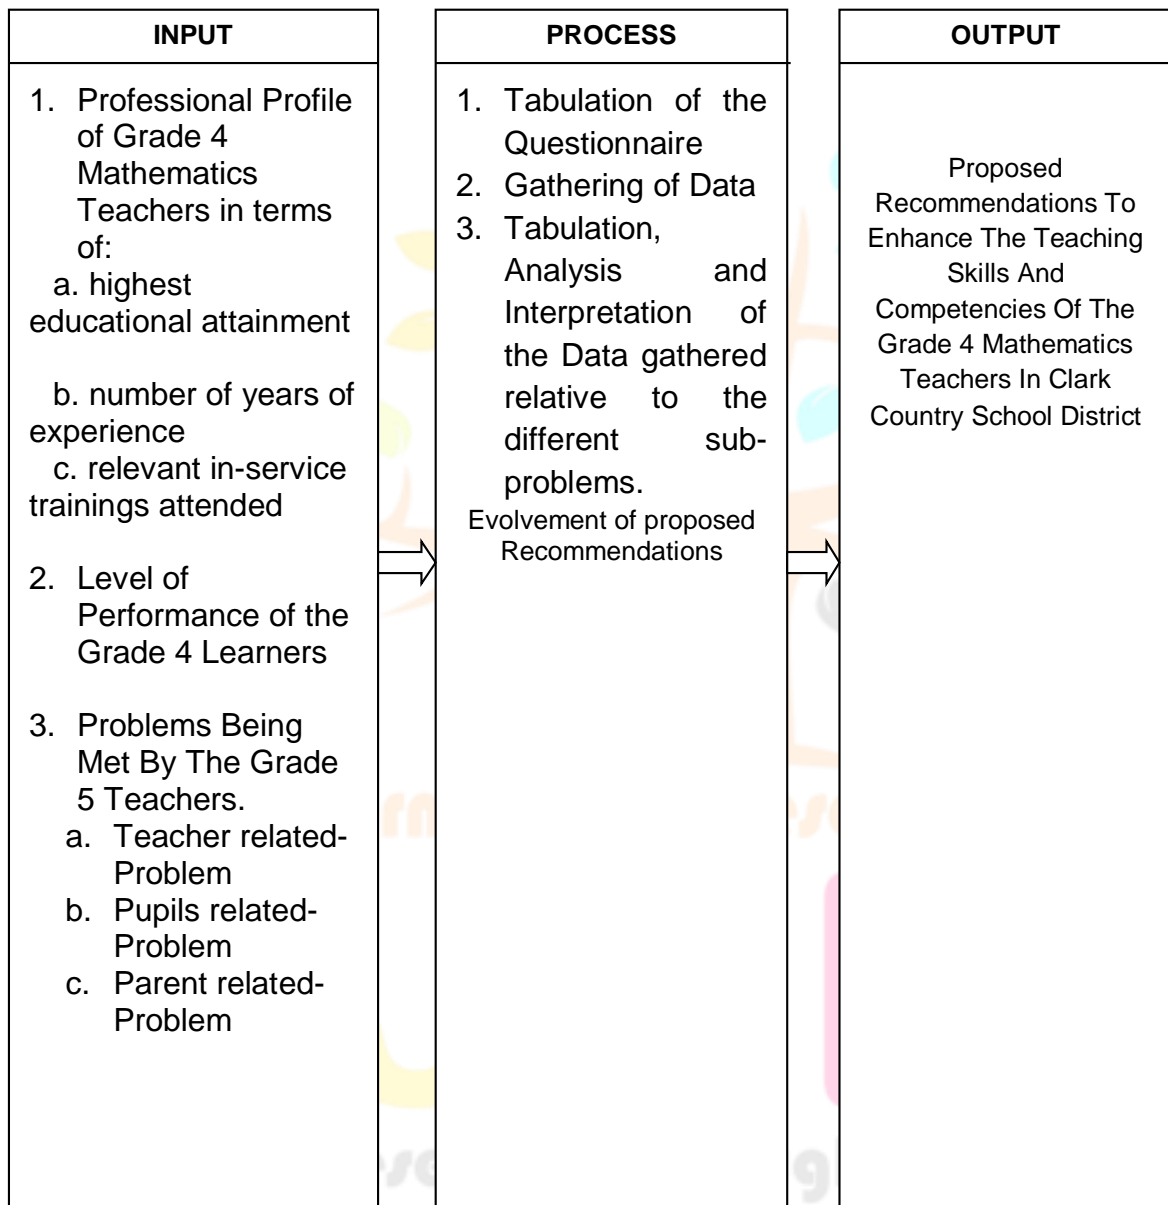 INPUT
1. Professional Profile
of Grade 4
Mathematics
Teachers in terms
of:
a. highest
educational attainment
b. number of years of
experience
c. relevant in-service
trainings attended
2. Level of
Performance of the
Grade 4 Learners
3. Problems Being
Met By The Grade
5 Teachers.
a. Teacher related-
Problem
b. Pupils related-
Problem
c. Parent related-
Problem
PROCESS
1. Tabulation of the
Questionnaire
2. Gathering of Data
3. Tabulation,
Analysis and
Interpretation of
the Data gathered
relative to the
different sub-
problems.
Evolvement of proposed
Recommendations
OUTPUT
Proposed
Recommendations To
Enhance The Teaching
Skills And
Competencies Of The
Grade 4 Mathematics
Teachers In Clark
Country School District